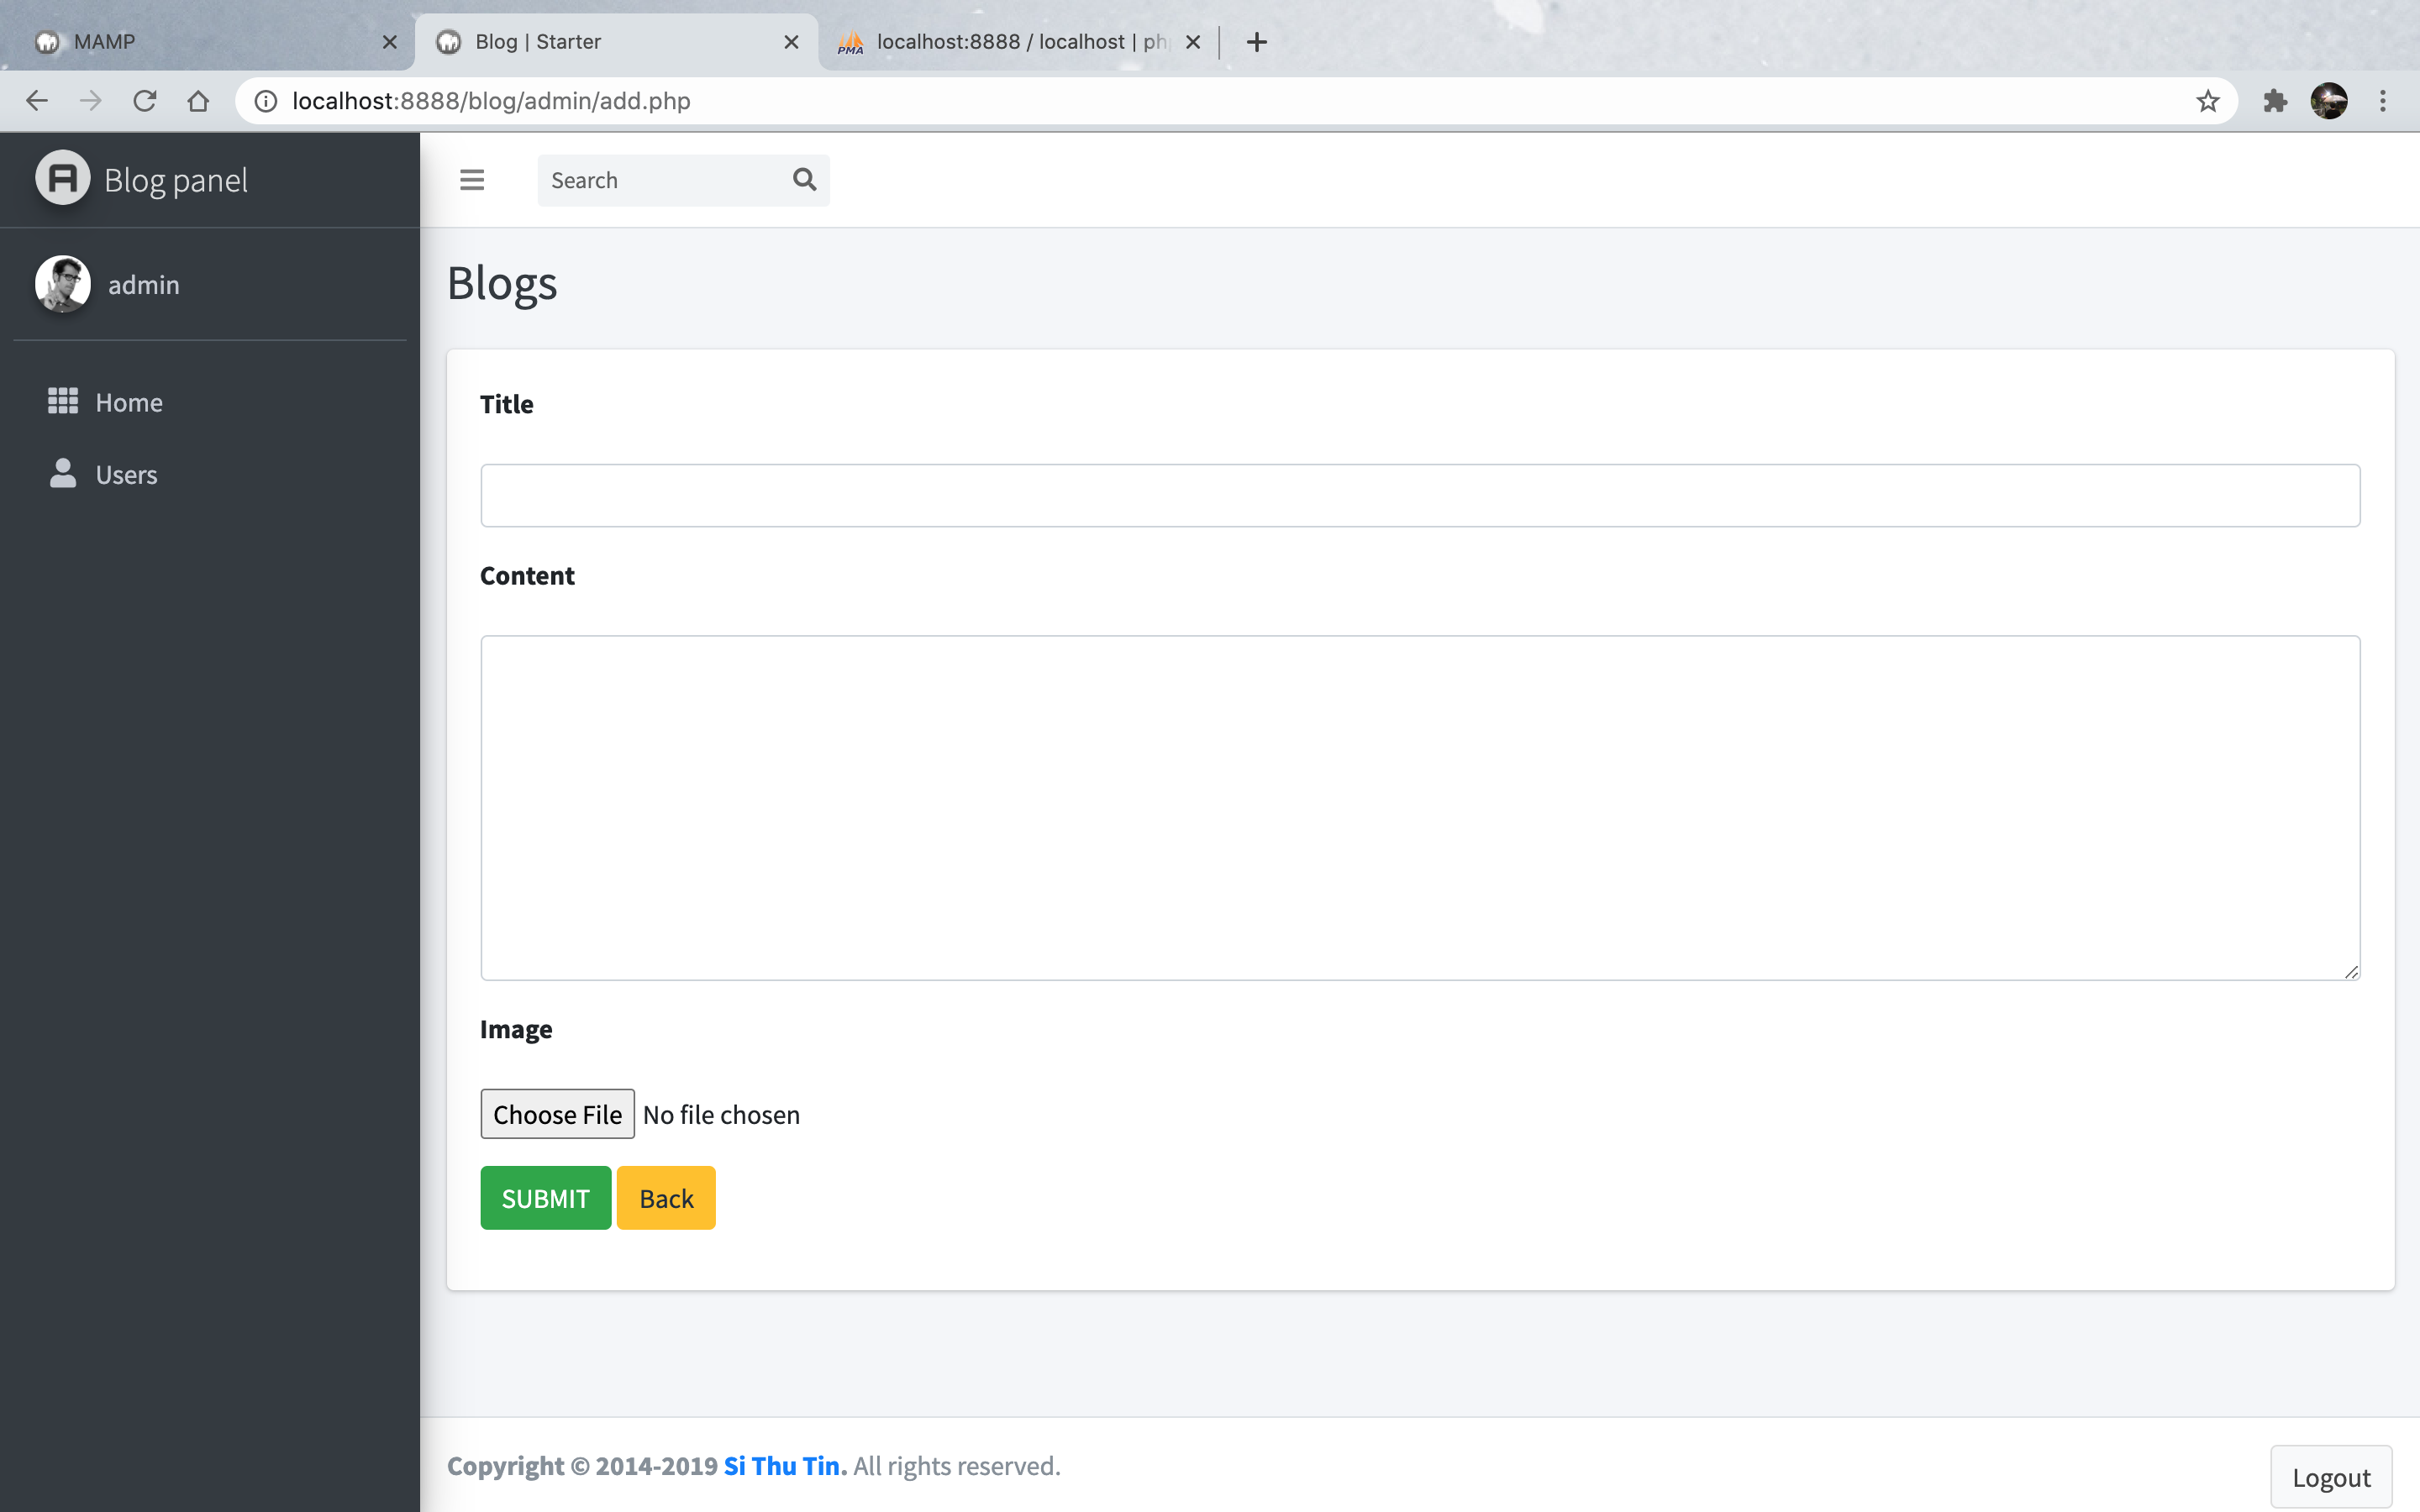 MAMP
Blog | Starter
localhost:8888 / localhost | ph
localhost:8888/blog/admin/add.php
Blog panel
Search
admin
Blogs
Home
Users
Title
Content
Image
Choose File No file chosen
SUBMIT Back
Copyright © 2014-2019 Si Thu Tin. All rights reserved.
Logout